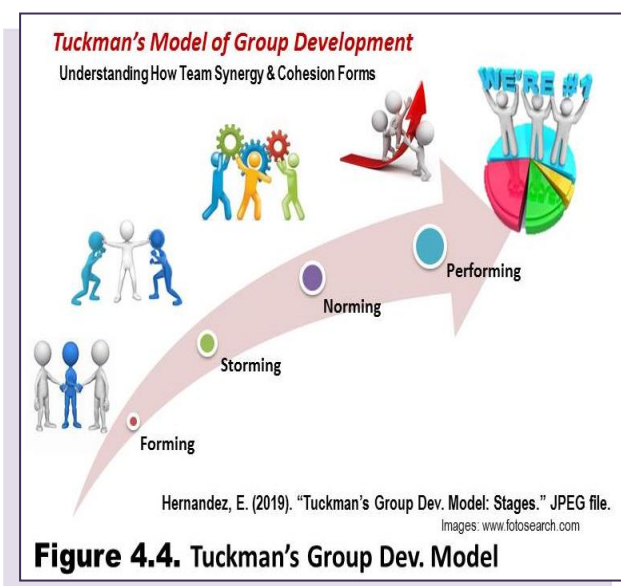 Tuckman's Model of Group Development
Understanding How Team Synergy & Cohesion Forms
WE'RE #1
Performing
Norming
Storming
Forming
Hernandez, E. (2019). "Tuckman's Group Dev. Model: Stages." JPEG file.
Images: www.fotosearch.com
Figure 4.4. Tuckman's Group Dev. Model